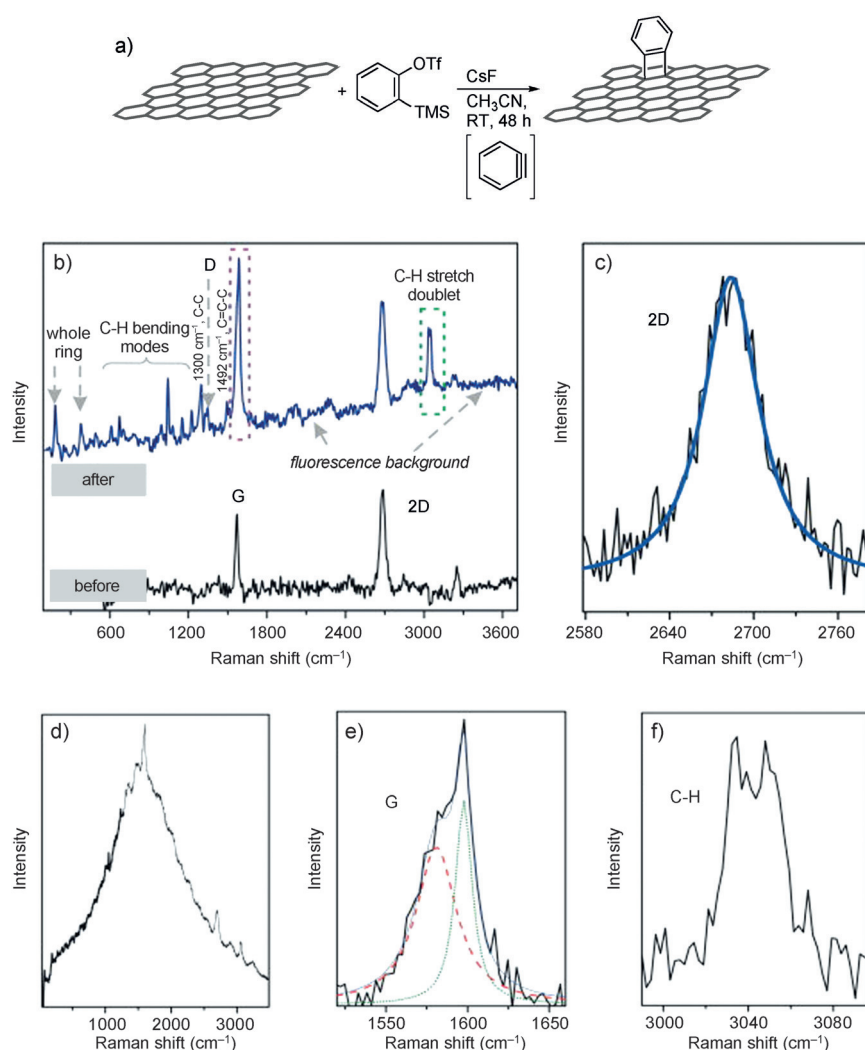 a)
+
OTf
TMS
CsF
CH₃CN,
RT, 48 h
b)
whole
ring
C-H bending
modes
1300 cm⁻¹, C-C
D
1492 cm⁻¹, C=C-C
C-H stretch
doublet
fluorescence background
after
G
2D
before
Intensity
600 1200 1800 2400 3000 3600
Raman shift (cm⁻¹)
c)
2D
Intensity
2580 2640 2700 2760
Raman shift (cm⁻¹)
d)
Intensity
1000 2000 3000
Raman shift (cm⁻¹)
e)
G
Intensity
1550 1600 1650
Raman shift (cm⁻¹)
f)
C-H
Intensity
3000 3040 3080
Raman shift (cm⁻¹)